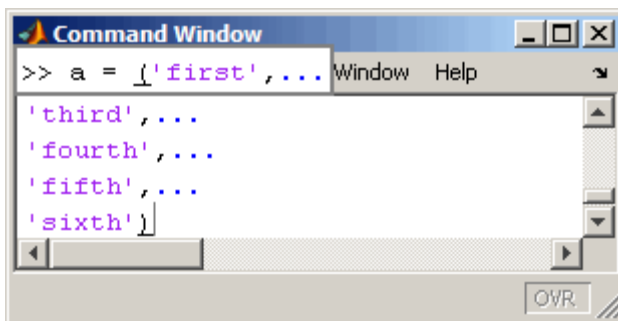 Command Window
>> a = ('first',... Window Help
'third',...
'fourth',...
'fifth',...
'sixth')
OVR